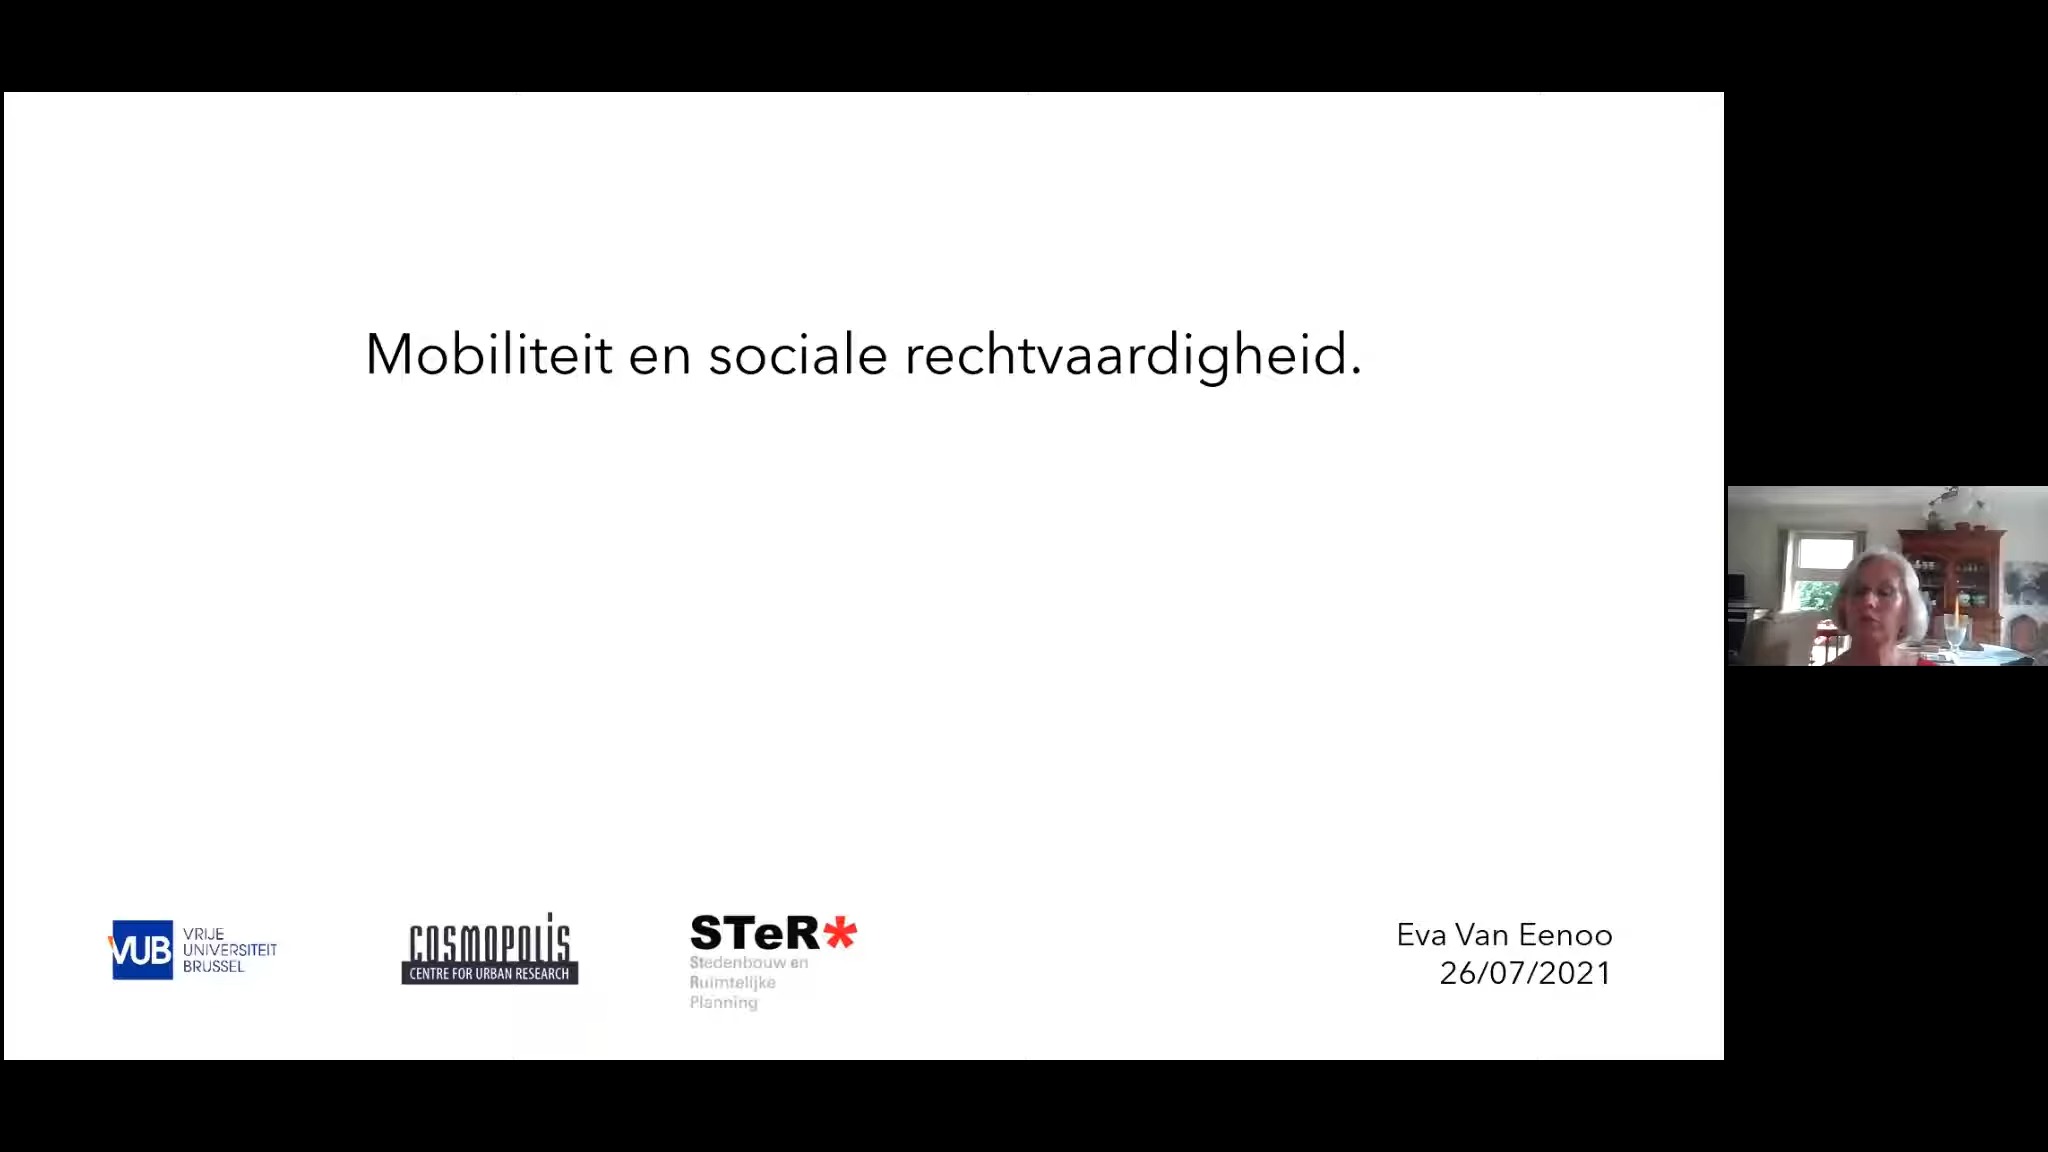 Mobiliteit en sociale rechtvaardigheid.
VUB
VRIJE
UNIVERSITEIT
BRUSSEL
COSMOPOLIS
CENTRE FOR URBAN RESEARCH
STeR*
Stedenbouw en
Ruimtelijke
Planning
Eva Van Eenoo
26/07/2021